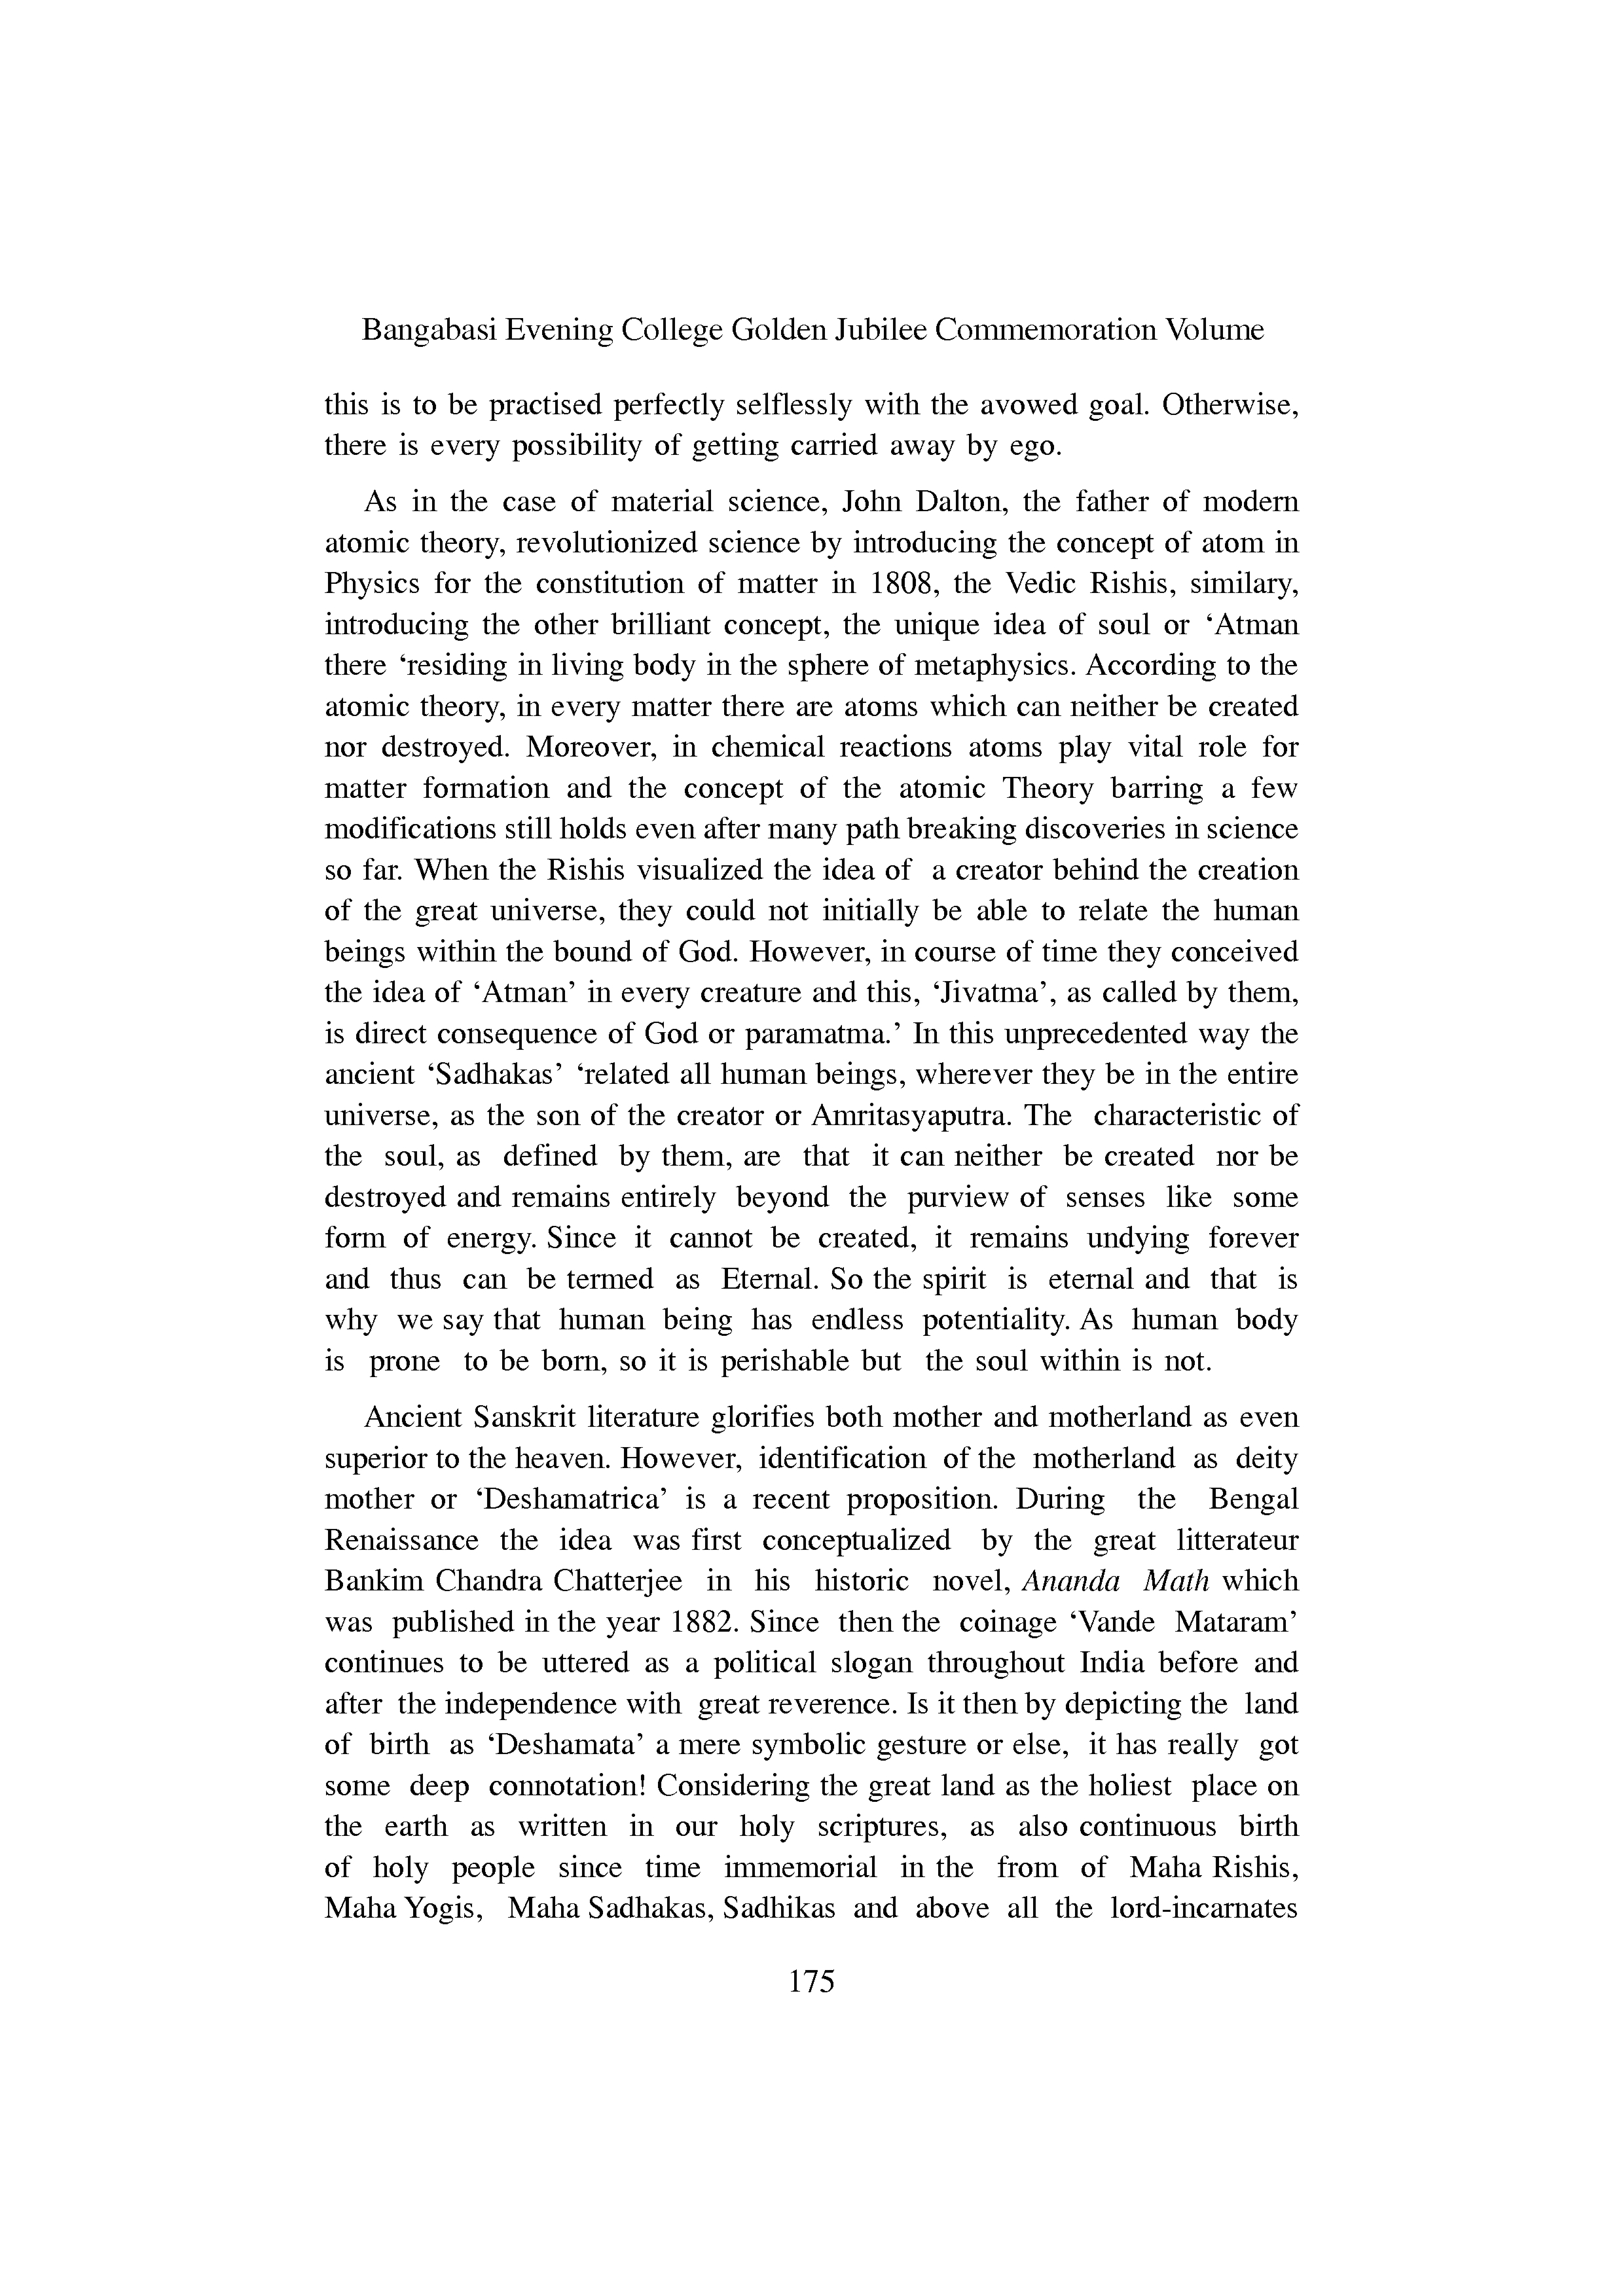 Bangabasi Evening College Golden Jubilee Commemoration Volume
this is to be practised perfectly selflessly with the avowed goal. Otherwise,
there is every possibility of getting carried away by ego.
As in the case of material science, John Dalton, the father of modern
atomic theory, revolutionized science by introducing the concept of atom in
Physics for the constitution of matter in 1808, the Vedic Rishis, similary,
introducing the other brilliant concept, the unique idea of soul or ‘Atman
there ‘residing in living body in the sphere of metaphysics. According to the
atomic theory, in every matter there are atoms which can neither be created
nor destroyed. Moreover, in chemical reactions atoms play vital role for
matter formation and the concept of the atomic Theory barring a few
modifications still holds even after many path breaking discoveries in science
so far. When the Rishis visualized the idea of a creator behind the creation
of the great universe, they could not initially be able to relate the human
beings within the bound of God. However, in course of time they conceived
the idea of ‘Atman’ in every creature and this, ‘Jivatma’, as called by them,
is direct consequence of God or paramatma.’ In this unprecedented way the
ancient ‘Sadhakas’ ‘related all human beings, wherever they be in the entire
universe, as the son of the creator or Amritasyaputra. The characteristic of
the soul, as defined by them, are that it can neither be created nor be
destroyed and remains entirely beyond the purview of senses like some
form of energy. Since it cannot be created, it remains undying forever
and thus can be termed as Eternal. So the spirit is eternal and that is
why we say that human being has endless potentiality. As human body
is prone to be born, so it is perishable but the soul within is not.
Ancient Sanskrit literature glorifies both mother and motherland as even
superior to the heaven. However, identification of the motherland as deity
mother or ‘Deshamatrica’ is a recent proposition. During the Bengal
Renaissance the idea was first conceptualized by the great litterateur
Bankim Chandra Chatterjee in his historic novel, Ananda Math which
was published in the year 1882. Since then the coinage ‘Vande Mataram’
continues to be uttered as a political slogan throughout India before and
after the independence with great reverence. Is it then by depicting the land
of birth as ‘Deshamata’ a mere symbolic gesture or else, it has really got
some deep connotation! Considering the great land as the holiest place on
the earth as written in our holy scriptures, as also continuous birth
of holy people since time immemorial in the from of Maha Rishis,
Maha Yogis, Maha Sadhakas, Sadhikas and above all the lord-incarnates
175